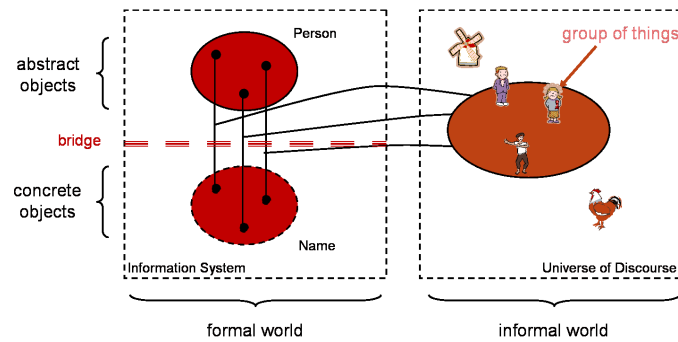 Person
group of things
abstract
objects
bridge
concrete
objects
Name
Information System
Universe of Discourse
formal world
informal world